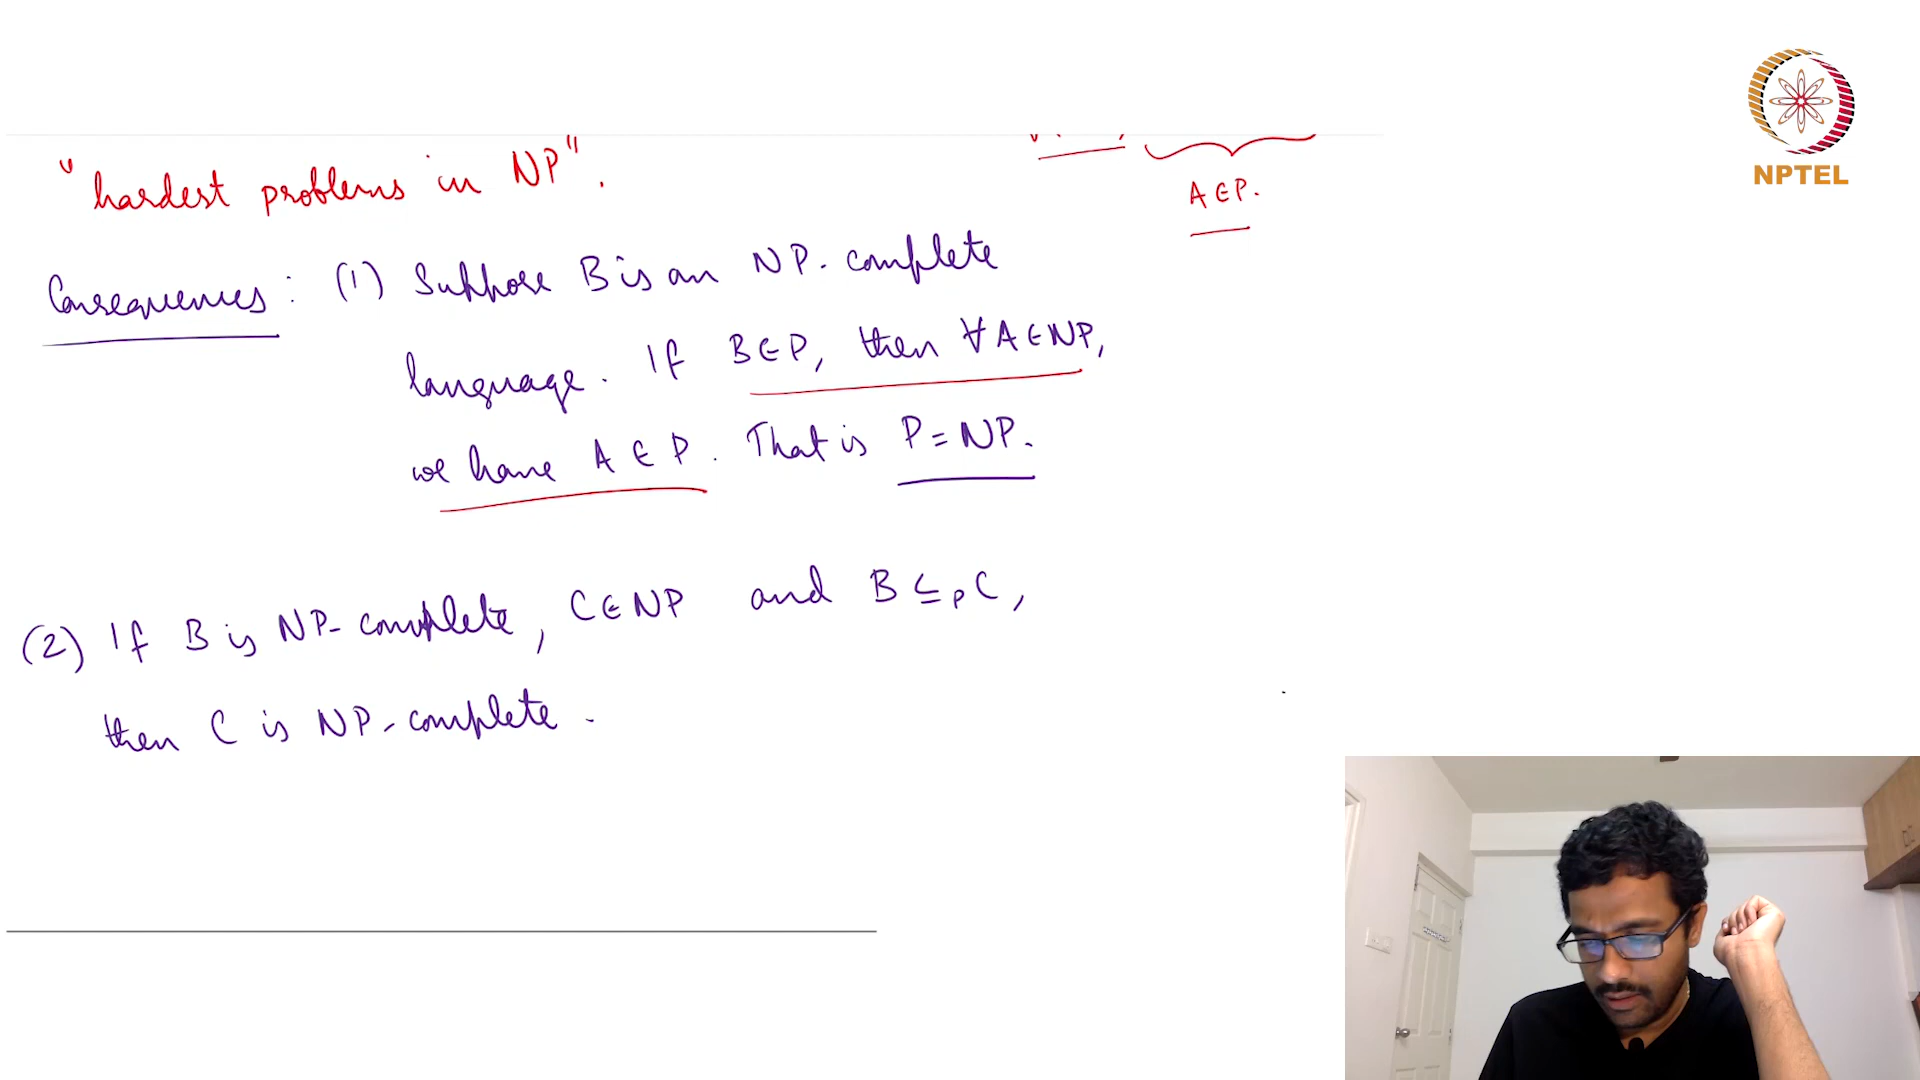 "hardest problems in NP".
A ∈ P.
NPTEL
Consequences : (1) Suppose B is an NP-complete
language. If B ∈ P, then ∀ A ∈ NP,
we have A ∈ P. That is P = NP.
(2) If B is NP-complete, C ∈ NP and B ≤ₚ C,
then C is NP-complete.